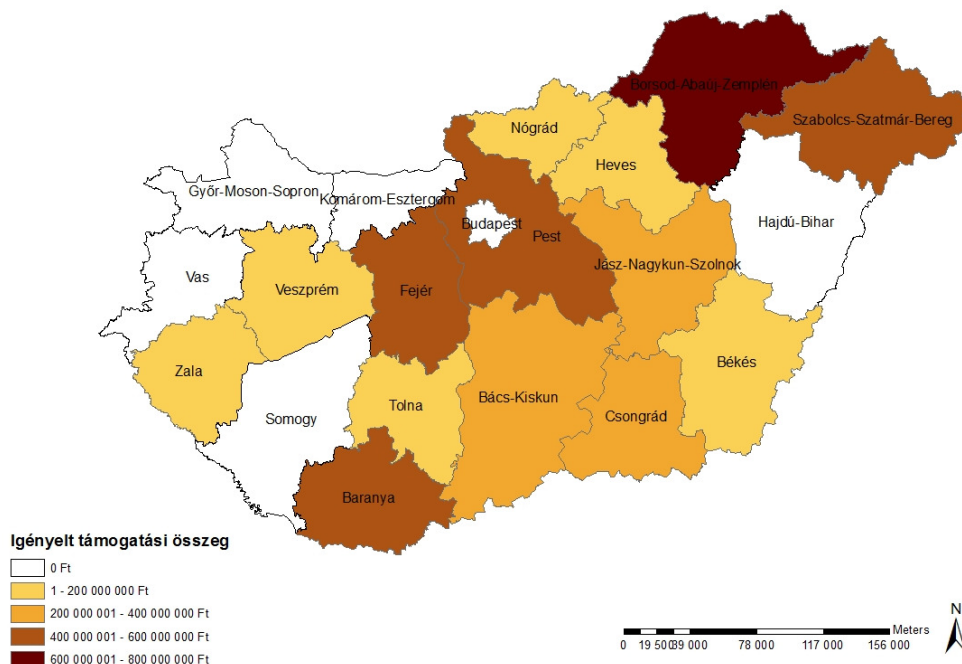 Borsod-Abaúj-Zemplén
Szabolcs-Szatmár-Bereg
Nógrád
Heves
Győr-Moson-Sopron
Komárom-Esztergom
Budapest
Pest
Hajdú-Bihar
Jász-Nagykun-Szolnok
Vas
Veszprém
Fejér
Zala
Békés
Somogy
Tolna
Bács-Kiskun
Csongrád
Baranya
Igényelt támogatási összeg
0 Ft
1 - 200 000 000 Ft
200 000 001 - 400 000 000 Ft
400 000 001 - 600 000 000 Ft
600 000 001 - 800 000 000 Ft
N
Meters
0 19 500 39 000 78 000 117 000 156 000